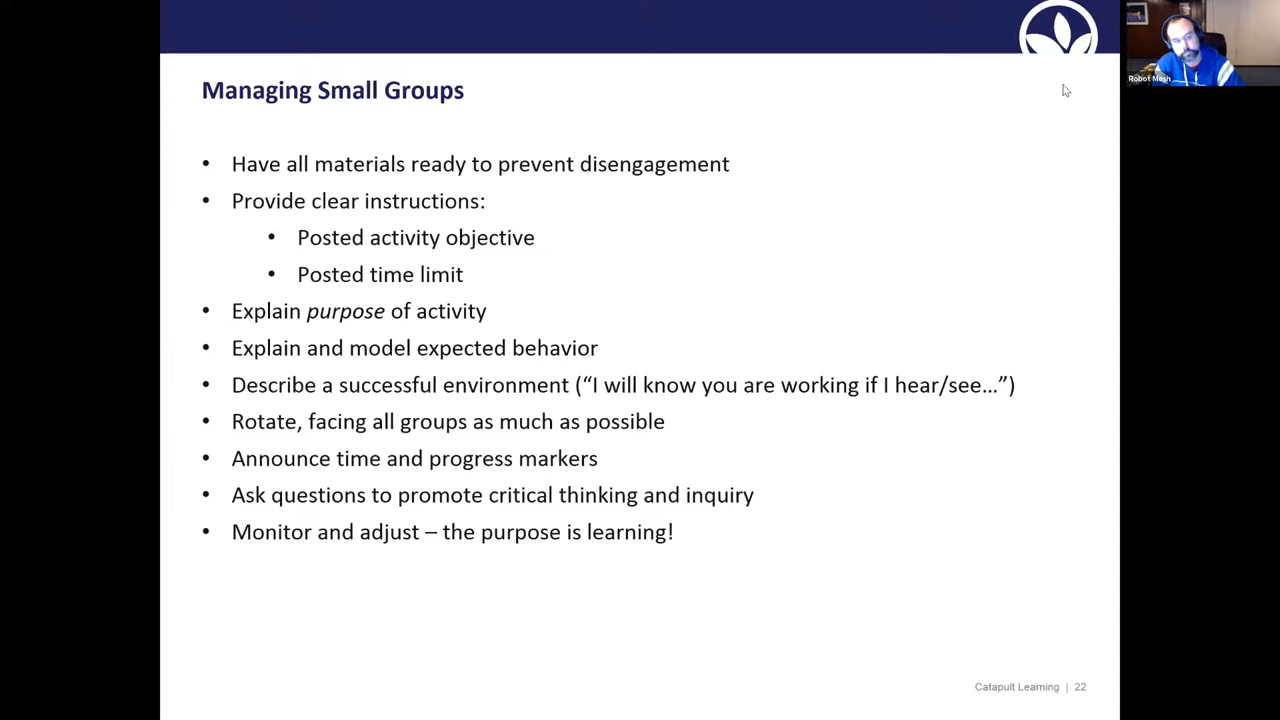 Managing Small Groups
• Have all materials ready to prevent disengagement
• Provide clear instructions:
• Posted activity objective
• Posted time limit
• Explain purpose of activity
• Explain and model expected behavior
• Describe a successful environment (“I will know you are working if I hear/see…”)
• Rotate, facing all groups as much as possible
• Announce time and progress markers
• Ask questions to promote critical thinking and inquiry
• Monitor and adjust – the purpose is learning!
Catapult Learning | 22
Robot Mesh